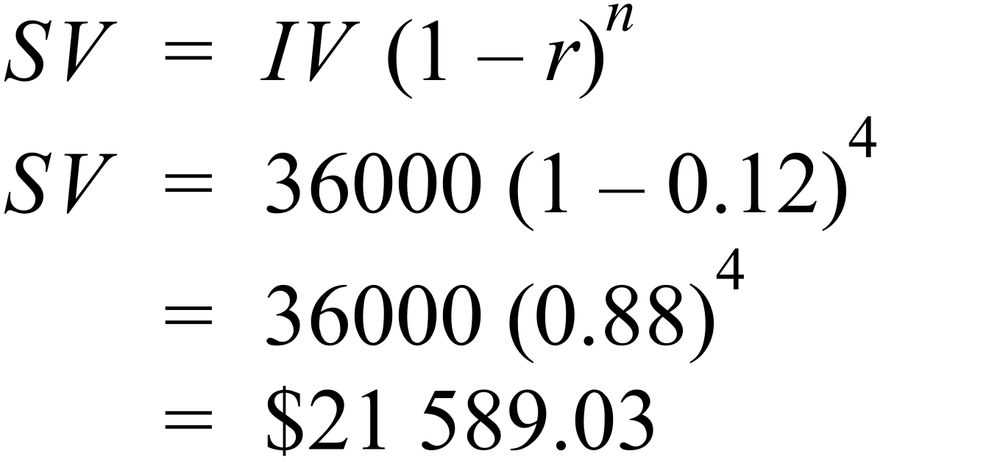 SV = IV (1 – r)^n
SV = 36000 (1 – 0.12)^4
= 36000 (0.88)^4
= $21 589.03